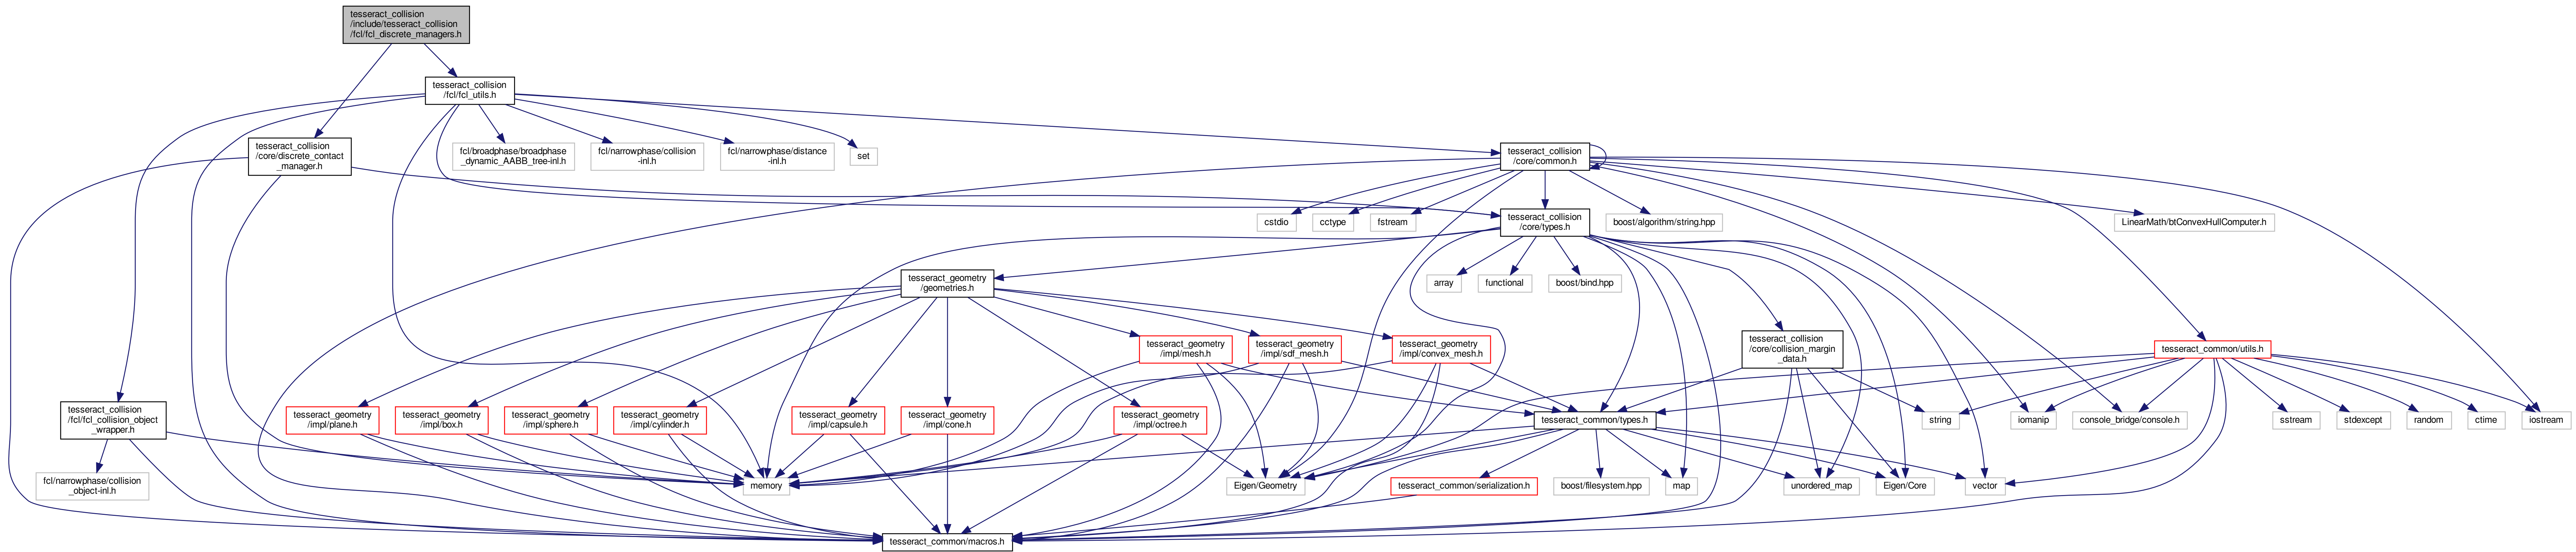 tesseract_collision
/include/tesseract_collision
/fcl/fcl_discrete_managers.h
tesseract_collision
/fcl/fcl_utils.h
tesseract_collision
/core/discrete_contact
_manager.h
fcl/broadphase/broadphase
_dynamic_AABB_tree-inl.h
fcl/narrowphase/collision
-inl.h
fcl/narrowphase/distance
-inl.h
set
tesseract_collision
/core/common.h
cstdio
cctype
fstream
tesseract_collision
/core/types.h
boost/algorithm/string.hpp
LinearMath/btConvexHullComputer.h
tesseract_geometry
/geometries.h
array
functional
boost/bind.hpp
tesseract_geometry
/impl/mesh.h
tesseract_geometry
/impl/sdf_mesh.h
tesseract_geometry
/impl/convex_mesh.h
tesseract_collision
/core/collision_margin
_data.h
tesseract_common/utils.h
tesseract_collision
/fcl/fcl_collision_object
_wrapper.h
tesseract_geometry
/impl/plane.h
tesseract_geometry
/impl/box.h
tesseract_geometry
/impl/sphere.h
tesseract_geometry
/impl/cylinder.h
tesseract_geometry
/impl/capsule.h
tesseract_geometry
/impl/cone.h
tesseract_geometry
/impl/octree.h
tesseract_common/types.h
string
iomanip
console_bridge/console.h
sstream
stdexcept
random
ctime
iostream
fcl/narrowphase/collision
_object-inl.h
memory
Eigen/Geometry
tesseract_common/serialization.h
boost/filesystem.hpp
map
unordered_map
Eigen/Core
vector
tesseract_common/macros.h